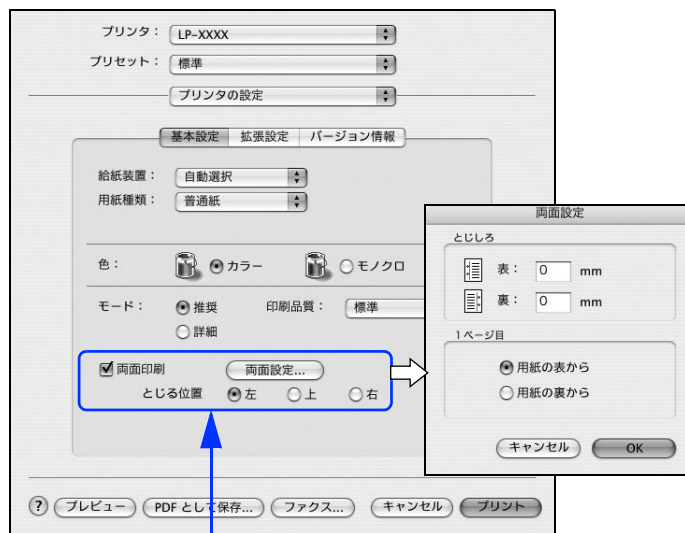 プリンタ： LP-XXXX
プリセット： 標準
プリンタの設定
基本設定 拡張設定 バージョン情報
給紙装置： 自動選択
用紙種類： 普通紙
色： カラー モノクロ
モード： 推奨 印刷品質： 標準
詳細
両面印刷 両面設定...
とじる位置 左 上 右
? プレビュー PDF として保存... ファクス... キャンセル プリント
両面設定
とじしろ
表： 0 mm
裏： 0 mm
1ページ目
用紙の表から
用紙の裏から
キャンセル OK